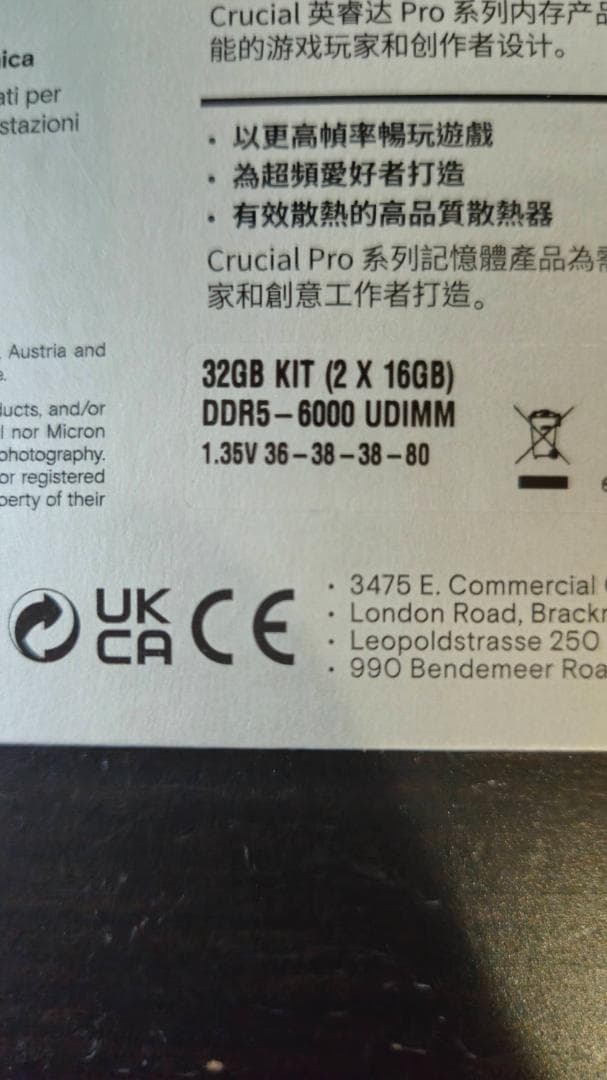 ica
ati per
stazioni
Crucial 英睿达 Pro 系列内存产品
能的游戏玩家和创作者设计。
· 以更高幀率暢玩遊戲
· 為超頻愛好者打造
· 有效散熱的高品質散熱器
Crucial Pro 系列記憶體產品為需
家和創意工作者打造。
Austria and
e.
ducts, and/or
l nor Micron
photography.
or registered
perty of their
32GB KIT (2 X 16GB)
DDR5–6000 UDIMM
1.35V 36–38–38–80
UK
CA
CE
· 3475 E. Commercial
· London Road, Brackn
· Leopoldstrasse 250
· 990 Bendemeer Roa